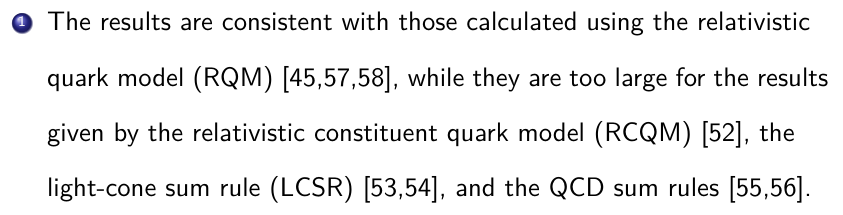 1 The results are consistent with those calculated using the relativistic
quark model (RQM) [45,57,58], while they are too large for the results
given by the relativistic constituent quark model (RCQM) [52], the
light-cone sum rule (LCSR) [53,54], and the QCD sum rules [55,56].